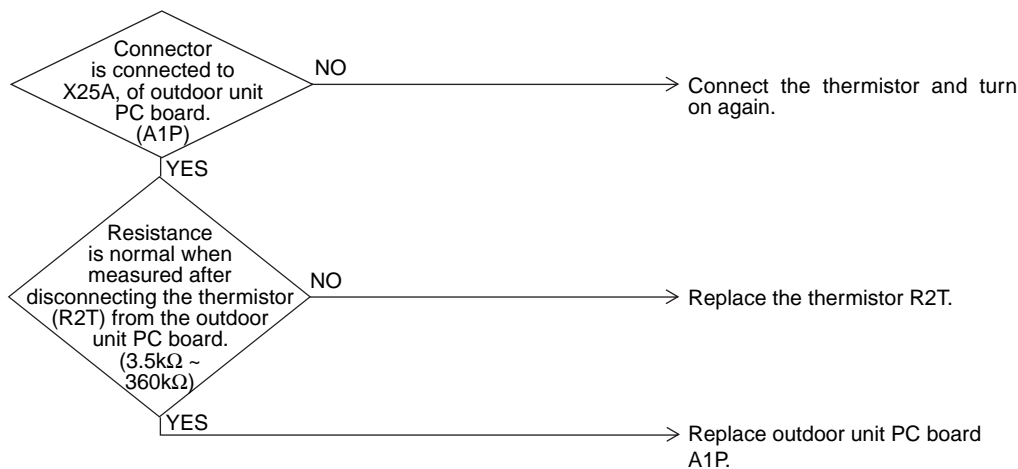 Connector
is connected to
X25A, of outdoor unit
PC board.
(A1P)
NO
Connect the thermistor and turn
on again.
YES
Resistance
is normal when
measured after
disconnecting the thermistor
(R2T) from the outdoor
unit PC board.
(3.5kΩ ~
360kΩ)
NO
Replace the thermistor R2T.
YES
Replace outdoor unit PC board
A1P.